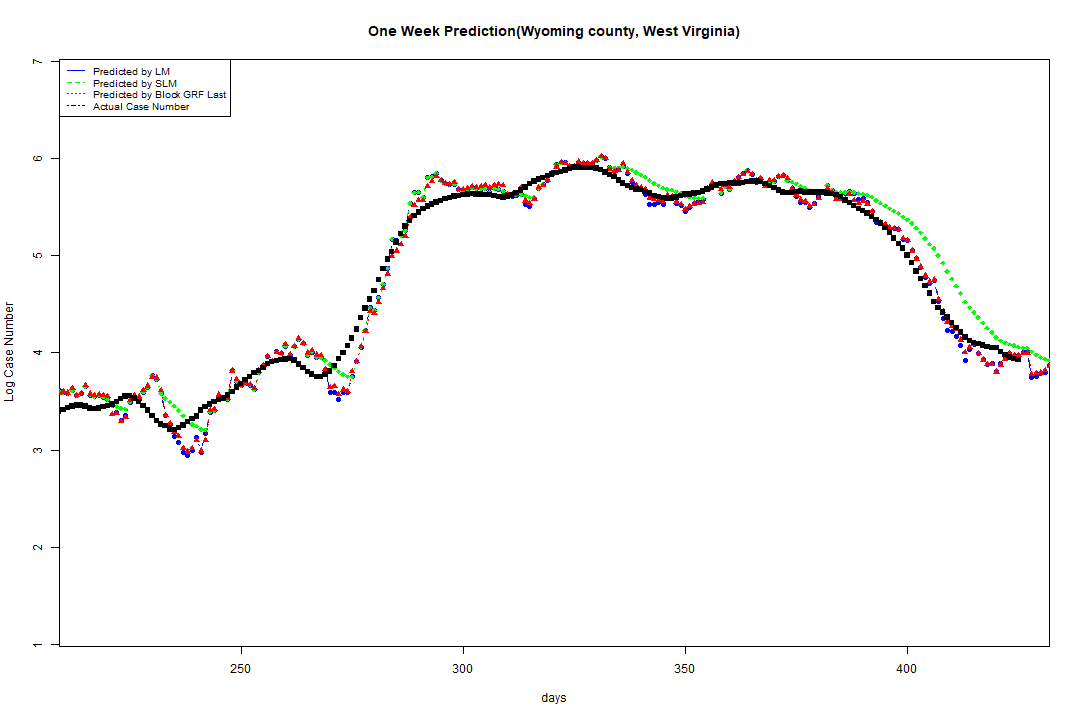 One Week Prediction(Wyoming county, West Virginia)
Predicted by LM
Predicted by SLM
Predicted by Block GRF Last
Actual Case Number
7
6
5
4
3
2
1
Log Case Number
250 300 350 400
days